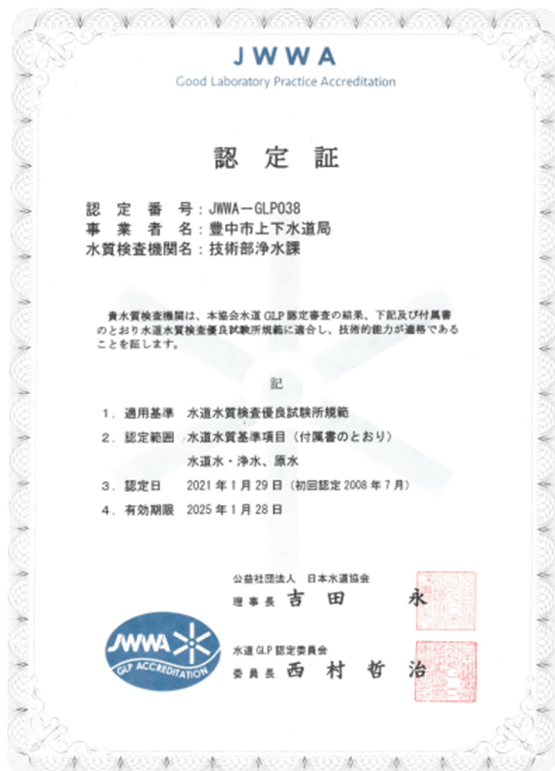 JWWA
Good Laboratory Practice Accreditation
認定証
認定番号：JWWA－GLP038
事業者名：豊中市上下水道局
水質検査機関名：技術部浄水課
貴水質検査機関は、本協会水道GLP認定審査の結果、下記及び付属書
のとおり水道水質検査優良試験所規範に適合し、技術的能力が適格である
ことを証します。
記
1．適用基準 水道水質検査優良試験所規範
2．認定範囲 水道水質基準項目（付属書のとおり）
水道水・浄水、原水
3．認定日 2021年1月29日（初回認定2008年7月）
4．有効期限 2025年1月28日
公益社団法人 日本水道協会
理事長 吉田 永
水道GLP認定委員会
委員長 西村哲治
JWWA
GLP ACCREDITATION